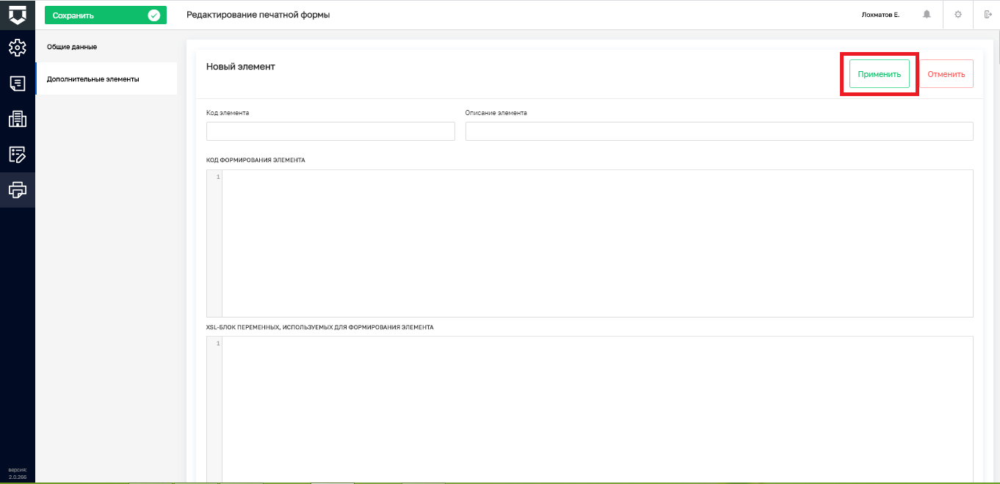 Сохранить
Редактирование печатной формы
Лохматов Е.
Общие данные
Дополнительные элементы
Новый элемент
Применить
Отменить
Код элемента
Описание элемента
КОД ФОРМИРОВАНИЯ ЭЛЕМЕНТА
1
XSL-БЛОК ПЕРЕМЕННЫХ, ИСПОЛЬЗУЕМЫХ ДЛЯ ФОРМИРОВАНИЯ ЭЛЕМЕНТА
1
версия:
2.0.266